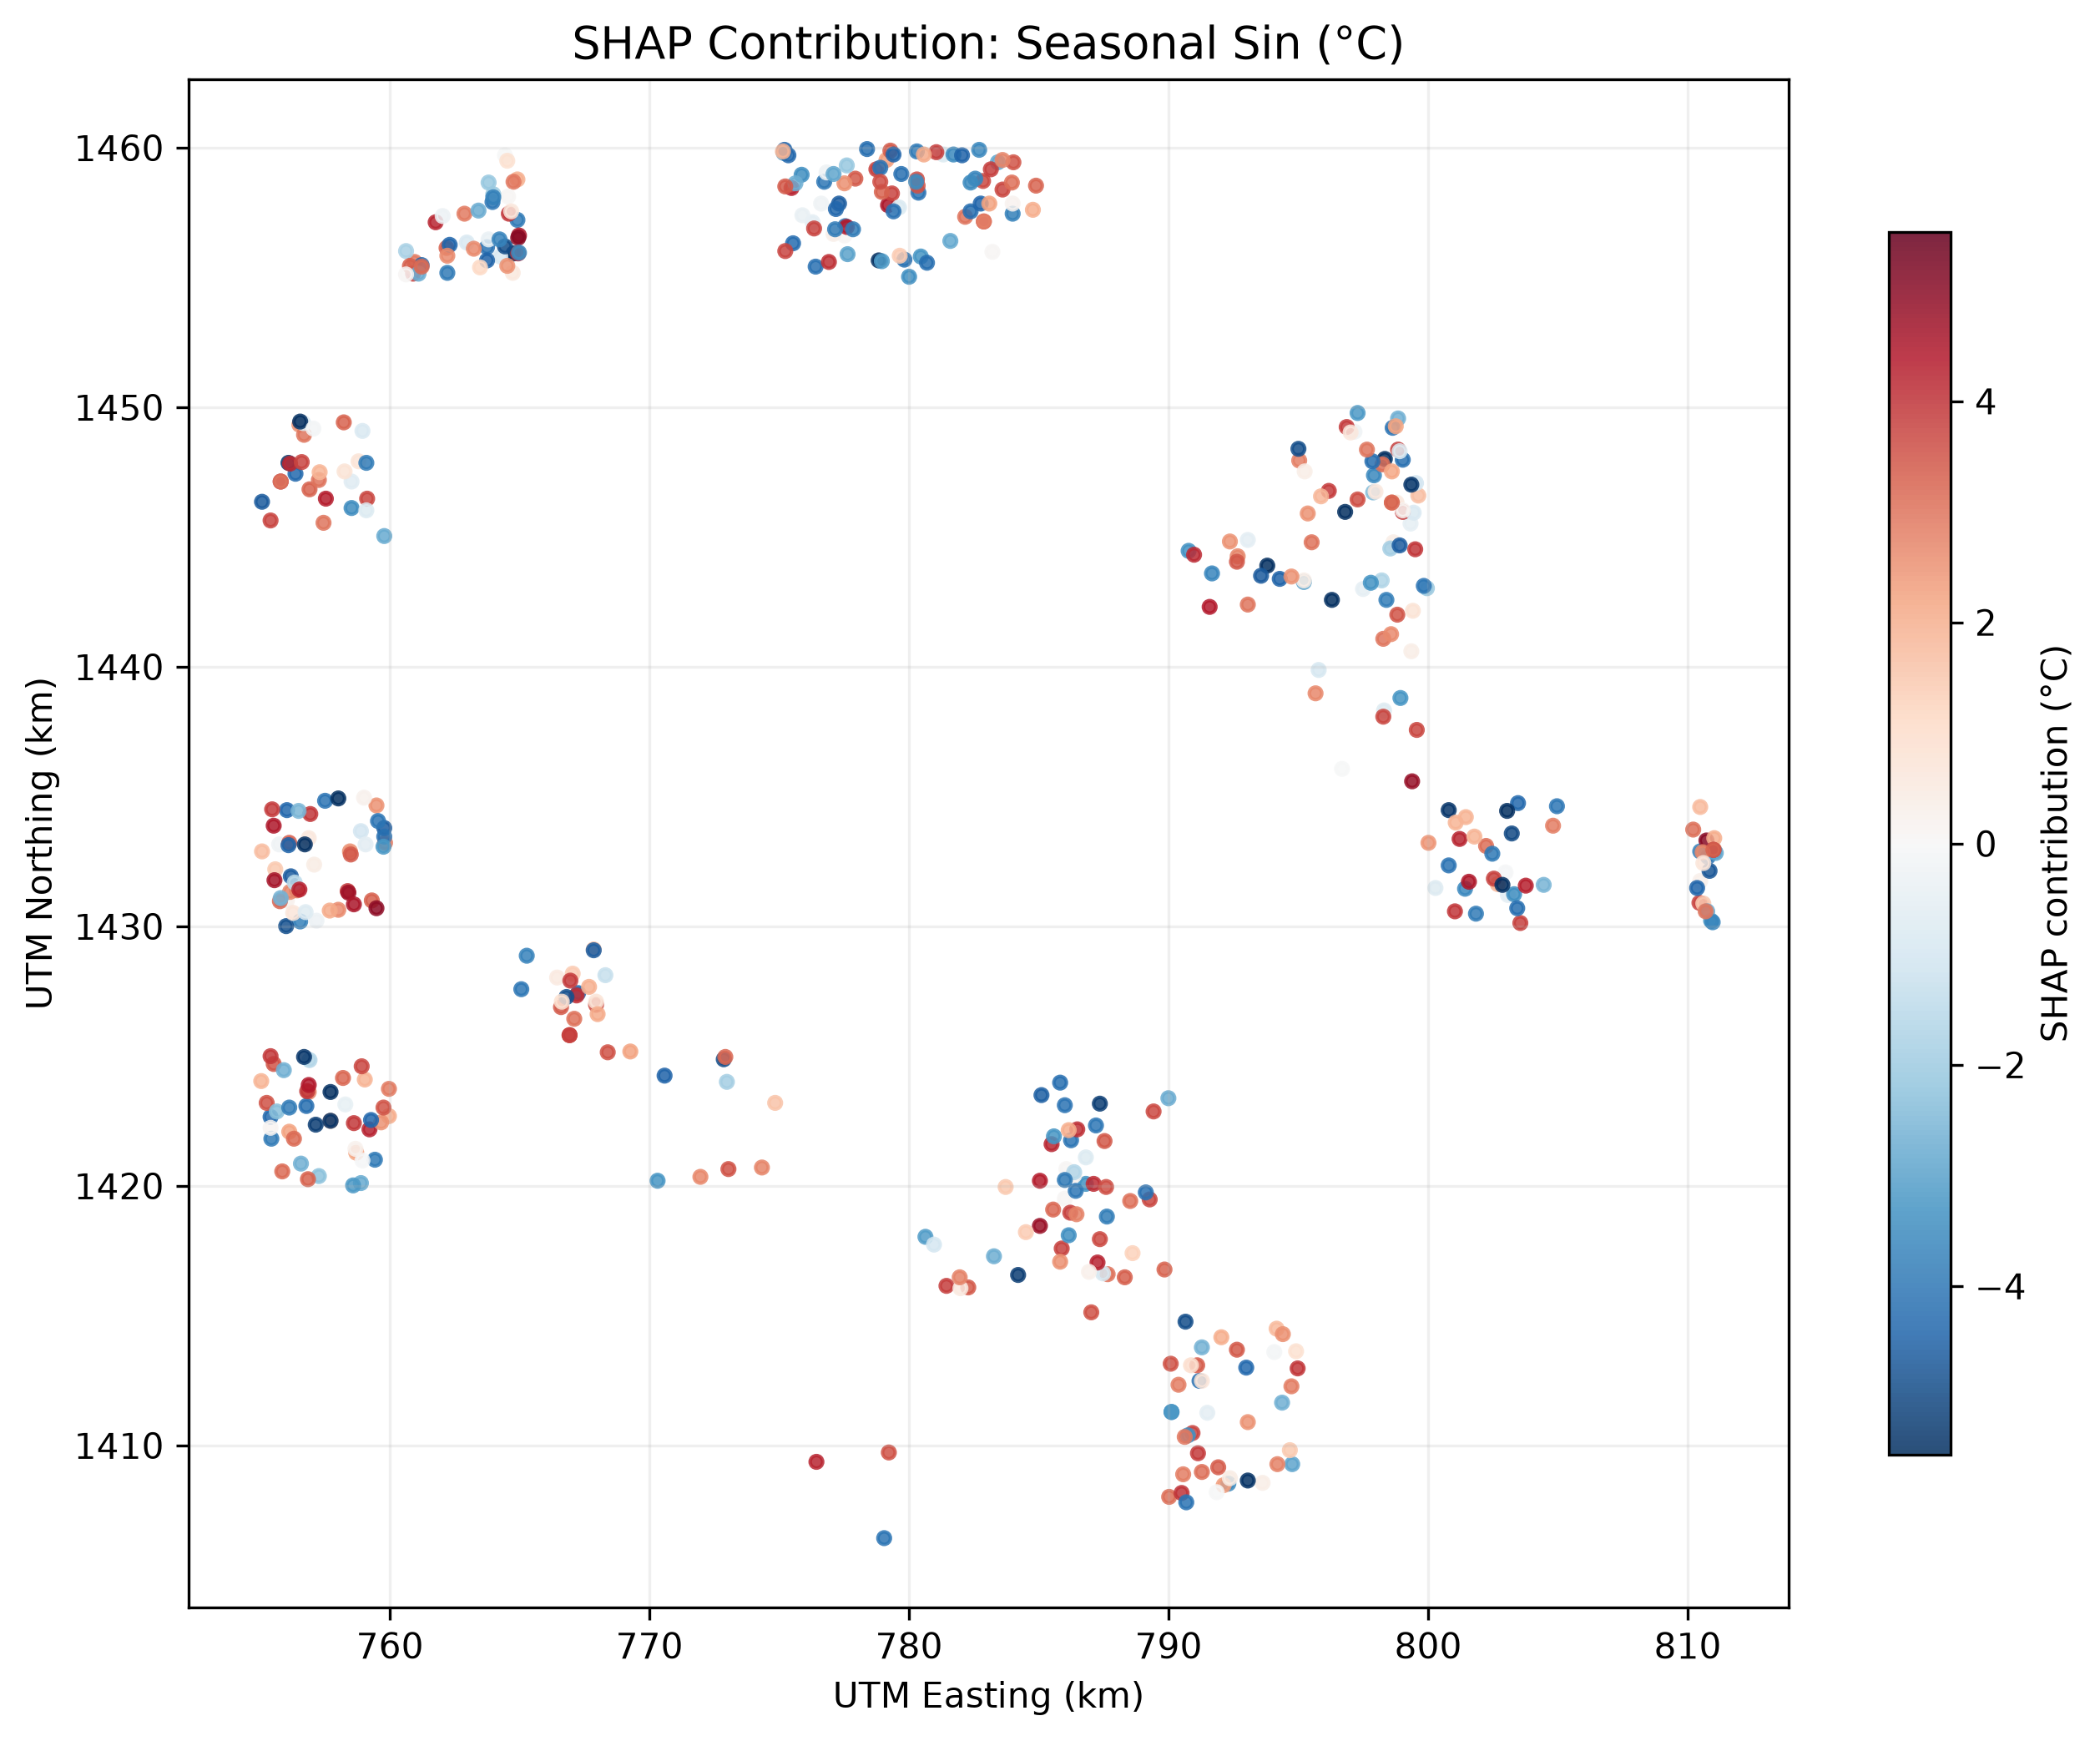 SHAP Contribution: Seasonal Sin (°C)
1460
1450
1440
1430
1420
1410
UTM Northing (km)
760 770 780 790 800 810
UTM Easting (km)
4
2
0
−2
−4
SHAP contribution (°C)